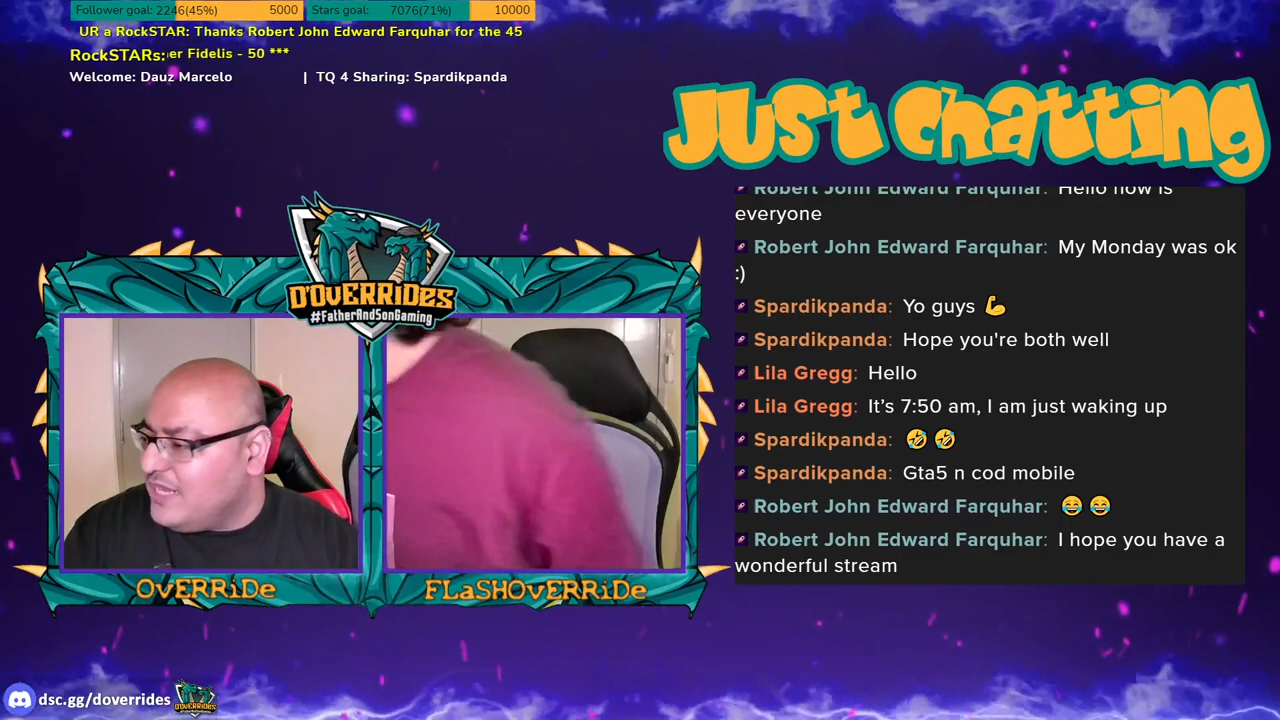 Follower goal: 2246(45%) 5000 Stars goal: 7076(71%) 10000
UR a RockSTAR: Thanks Robert John Edward Farquhar for the 45
RockSTARs: er Fidelis - 50 ***
Welcome: Dauz Marcelo | TQ 4 Sharing: Spardikpanda
Just Chatting
Robert John Edward Farquhar: Hello how is
everyone
Robert John Edward Farquhar: My Monday was ok
:)
Spardikpanda: Yo guys 💪
Spardikpanda: Hope you're both well
Lila Gregg: Hello
Lila Gregg: It's 7:50 am, I am just waking up
Spardikpanda: 🤣 🤣
Spardikpanda: Gta5 n cod mobile
Robert John Edward Farquhar: 😂 😂
Robert John Edward Farquhar: I hope you have a
wonderful stream
D'OVERRIDES
#FatherAndSonGaming
OvERRiDe
FLaSHOvERRiDe
dsc.gg/doverrides
D'OVERRIDES